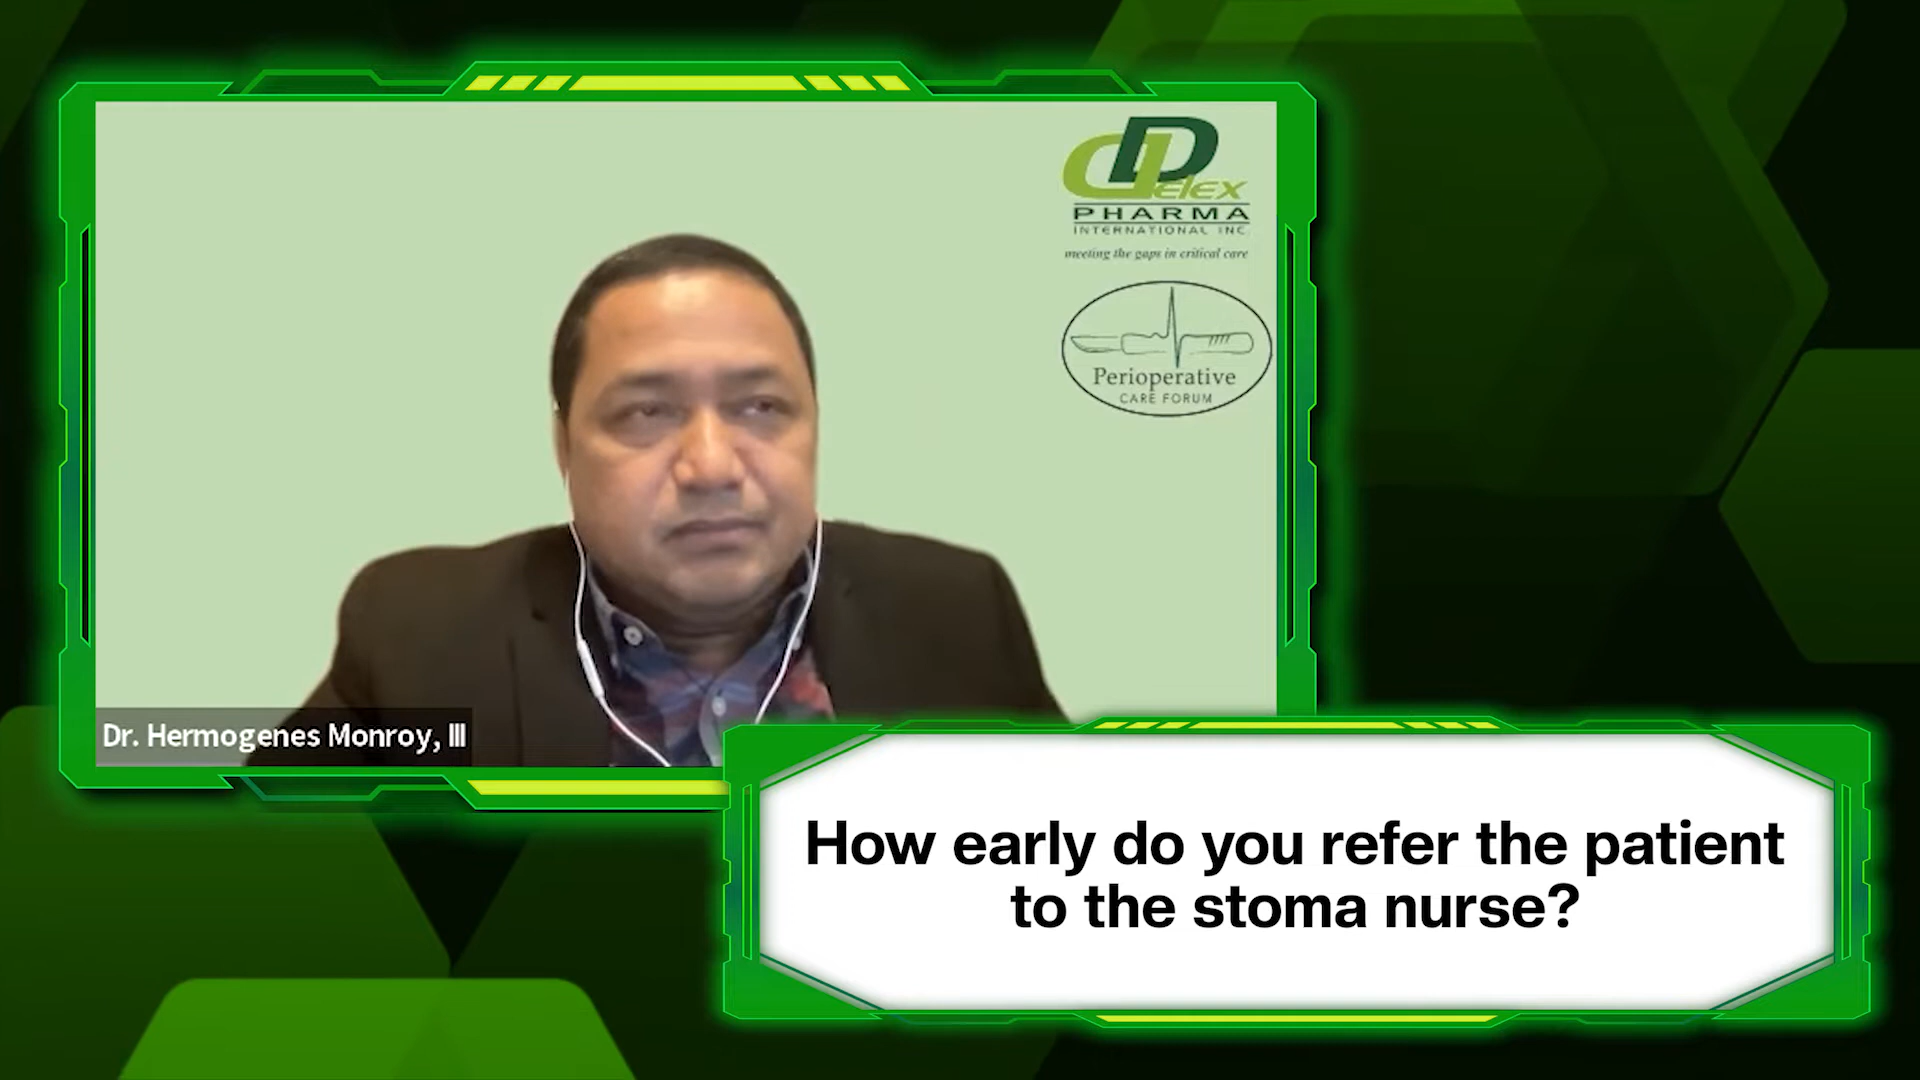 dDelex
PHARMA
INTERNATIONAL INC
meeting the gaps in critical care
Perioperative
CARE FORUM
Dr. Hermogenes Monroy, III
How early do you refer the patient
to the stoma nurse?